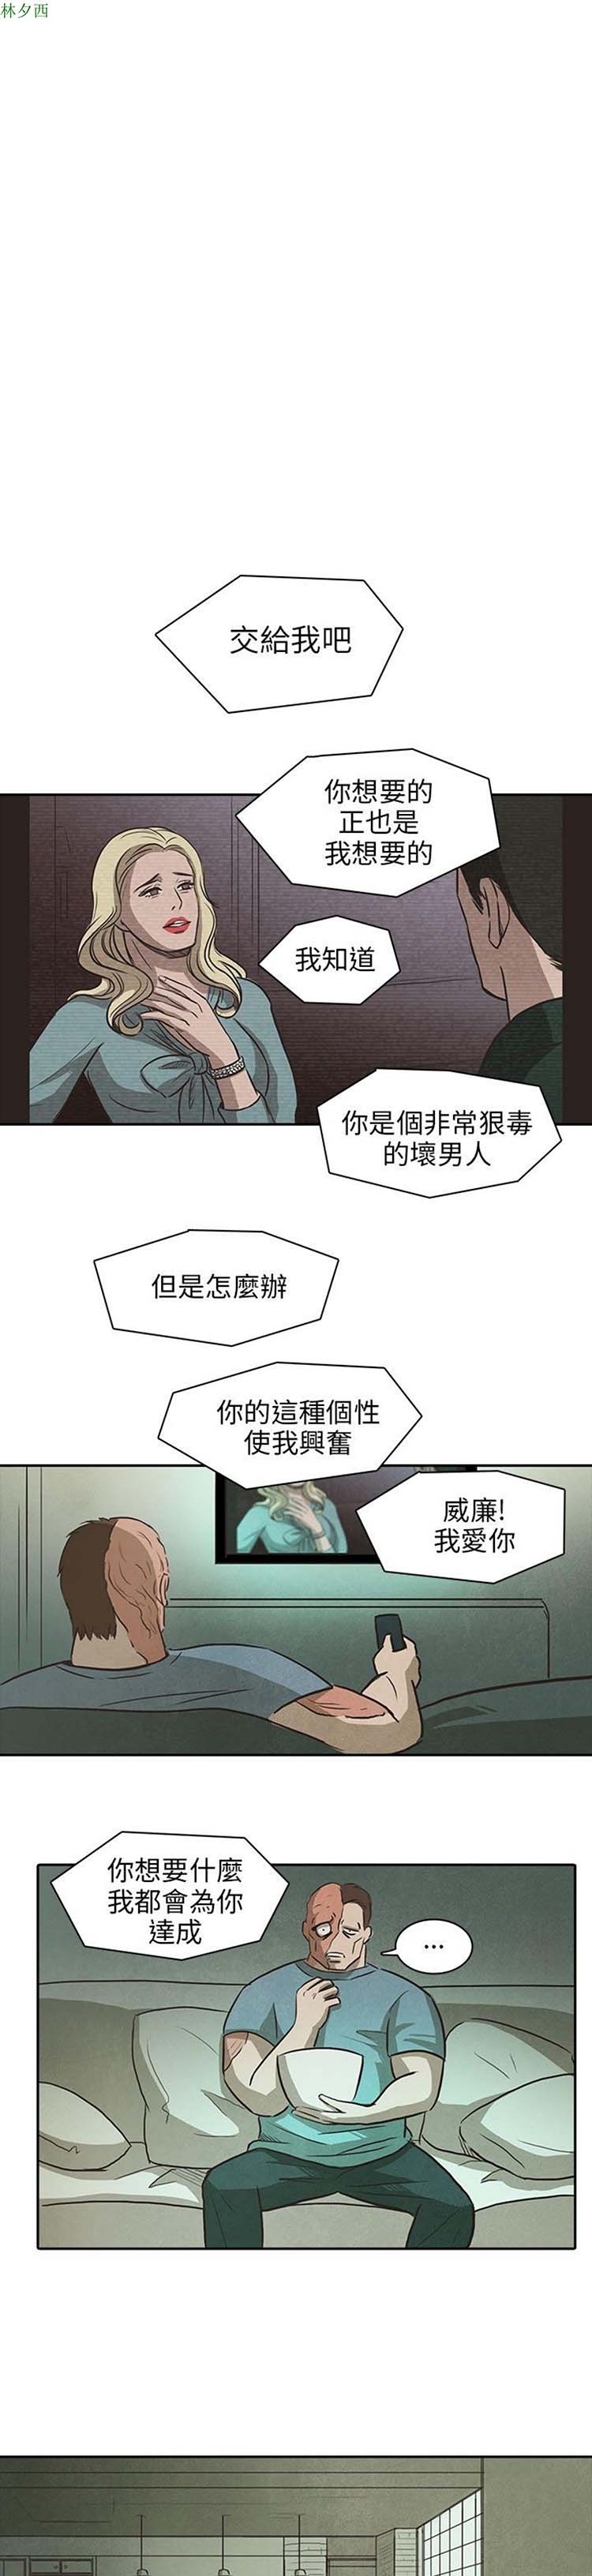 林夕西
交給我吧
你想要的
正也是
我想要的
我知道
你是個非常狠毒
的壞男人
但是怎麼辦
你的這種個性
使我興奮
威廉!
我愛你
你想要什麼
我都會為你
達成
...